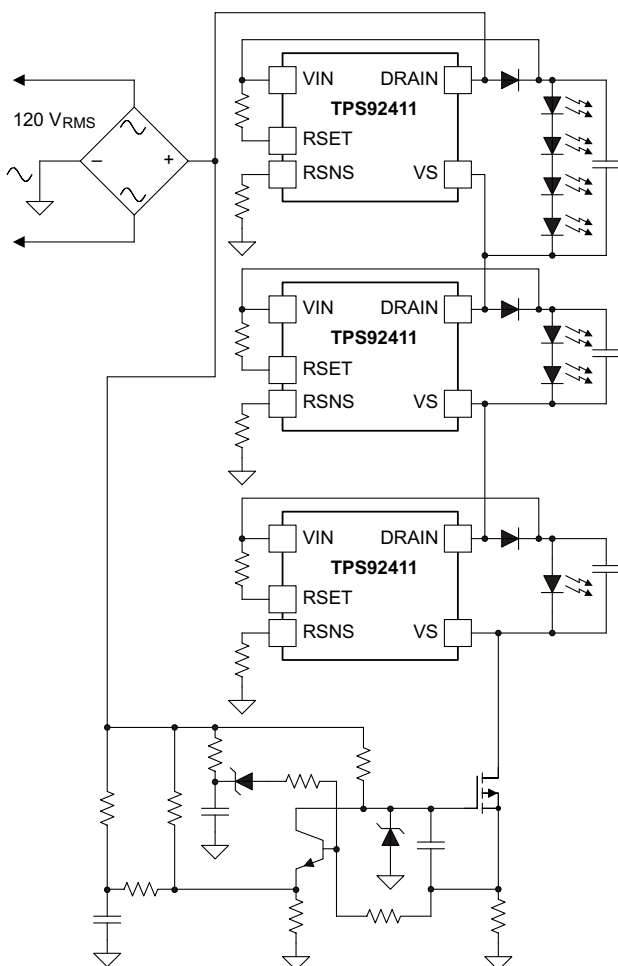 VIN
DRAIN
TPS92411
120 VRMS
RSET
RSNS
VS
VIN
DRAIN
TPS92411
RSET
RSNS
VS
VIN
DRAIN
TPS92411
RSET
RSNS
VS